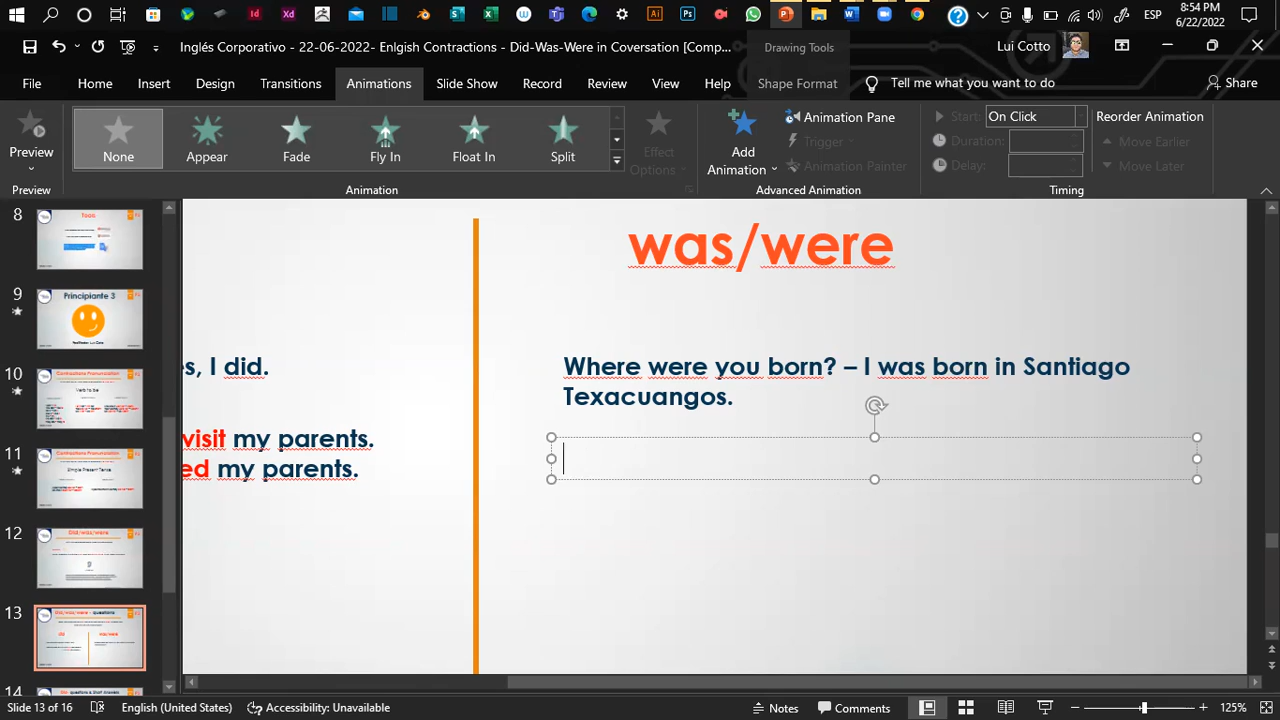 8:54 PM
ESP
6/22/2022
Inglés Corporativo - 22-06-2022- Enlgish Contractions - Did-Was-Were in Coversation [Comp...
Drawing Tools
Lui Cotto
File
Home
Insert
Design
Transitions
Animations
Slide Show
Record
Review
View
Help
Shape Format
Tell me what you want to do
Share
Preview
None
Appear
Fade
Fly In
Float In
Split
Effect
Options
Add
Animation
Animation Pane
Trigger
Animation Painter
Start:
On Click
Duration:
Delay:
Reorder Animation
Move Earlier
Move Later
Preview
Animation
Advanced Animation
Timing
8
9
Principiante 3
10
11
12
Did/was/were
13
14
was/were
es, I did.
visit my parents.
ed my parents.
Where were you born? – I was born in Santiago
Texacuangos.
Slide 13 of 16
English (United States)
Accessibility: Unavailable
Notes
Comments
125%